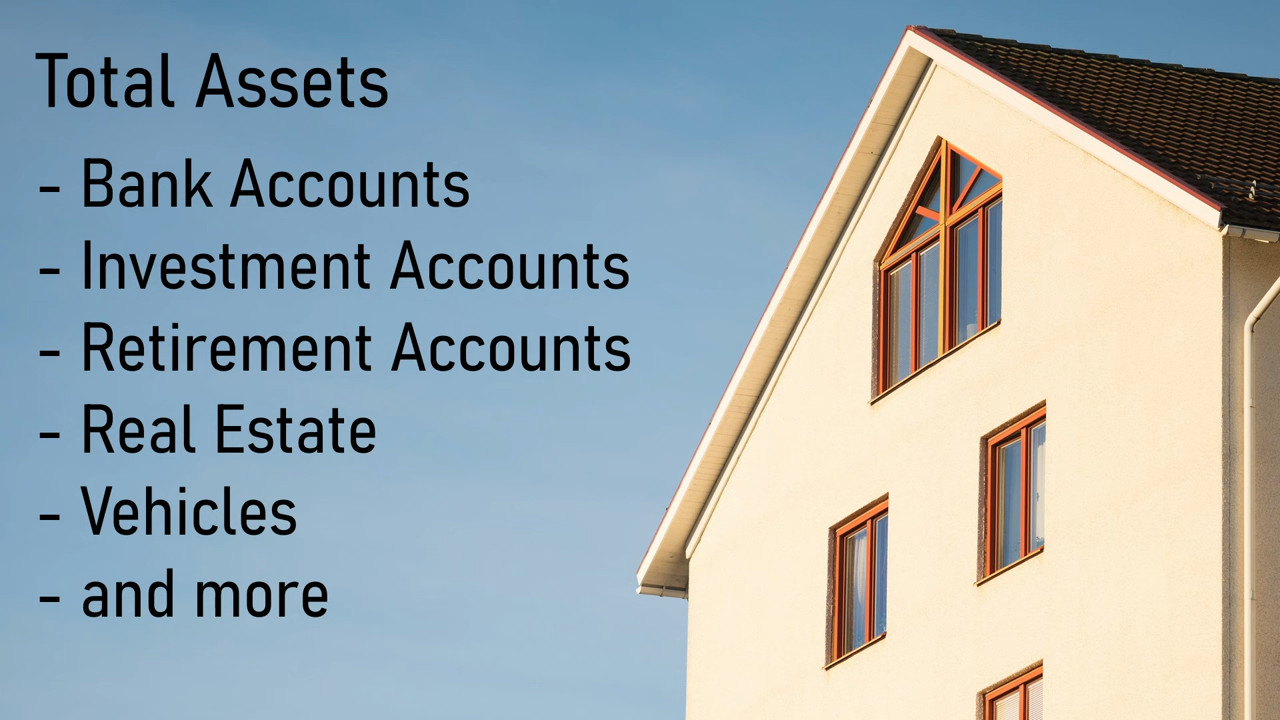 Total Assets
- Bank Accounts
- Investment Accounts
- Retirement Accounts
- Real Estate
- Vehicles
- and more